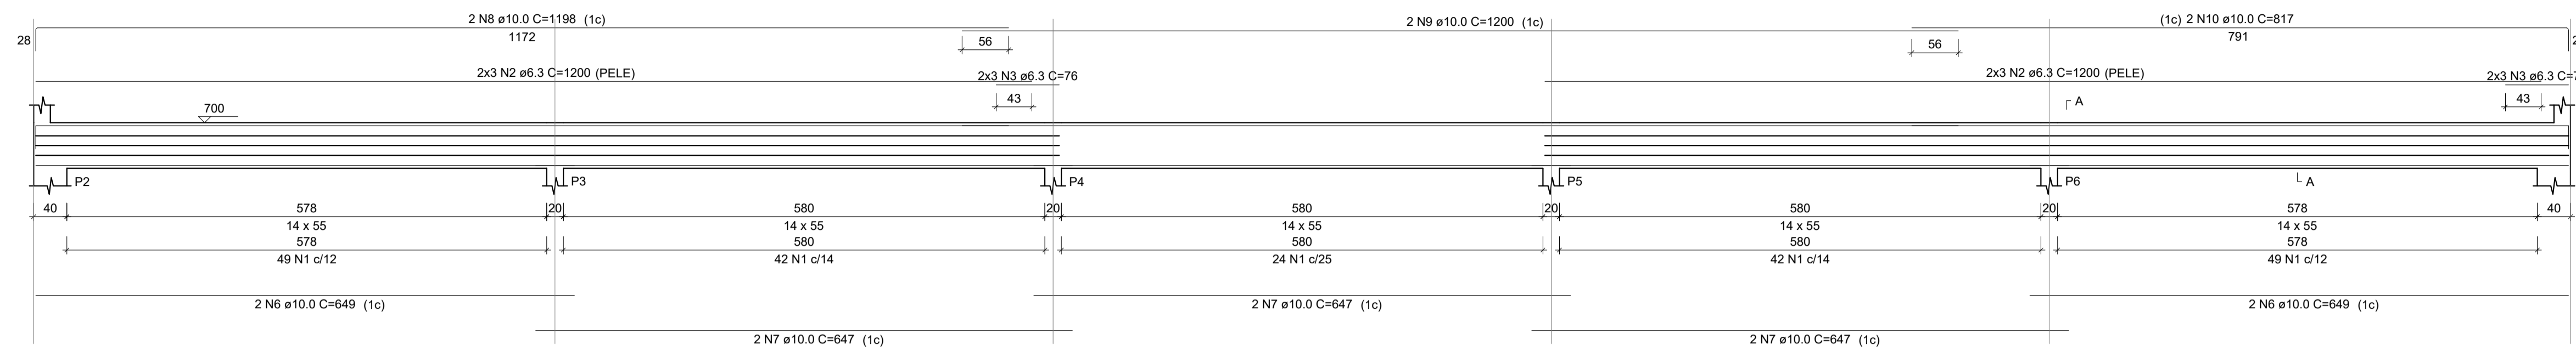 2 N8 ø10.0 C=1198 (1c)
2 N9 ø10.0 C=1200 (1c)
(1c) 2 N10 ø10.0 C=817
28
1172
56
56
791
2x3 N2 ø6.3 C=1200 (PELE)
2x3 N3 ø6.3 C=76
2x3 N2 ø6.3 C=1200 (PELE)
2x3 N3 ø6.3 C=
43
43
700
A
P2
P3
P4
P5
P6
A
40
578
20
580
20
580
20
580
20
578
40
14 x 55
14 x 55
14 x 55
14 x 55
14 x 55
578
580
580
580
578
49 N1 c/12
42 N1 c/14
24 N1 c/25
42 N1 c/14
49 N1 c/12
2 N6 ø10.0 C=649 (1c)
2 N7 ø10.0 C=647 (1c)
2 N6 ø10.0 C=649 (1c)
2 N7 ø10.0 C=647 (1c)
2 N7 ø10.0 C=647 (1c)